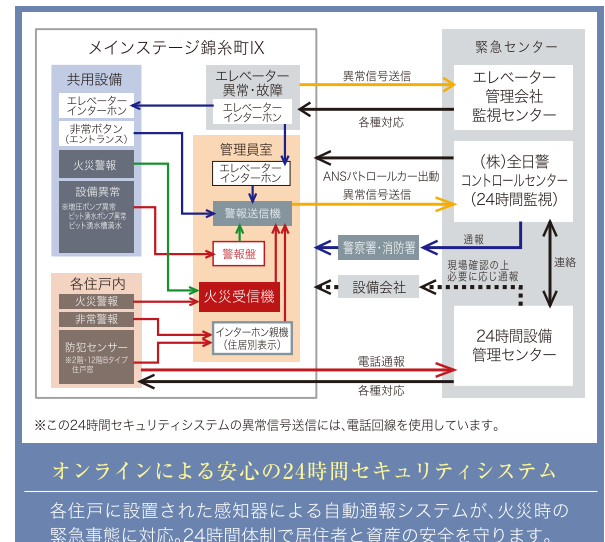 メインステージ錦糸町IX
共用設備
エレベーター
インターホン
非常ボタン
(エントランス)
火災警報
設備異常
※増圧ポンプ異常
ピット湧水ポンプ異常
ピット湧水槽満水
各住戸内
火災警報
非常警報
防犯センサー
※2階・12階Bタイプ
住戸窓
エレベーター
異常・故障
エレベーター
インターホン
管理員室
エレベーター
インターホン
警報送信機
警報盤
火災受信機
インターホン親機
(住居別表示)
異常信号送信
各種対応
ANSパトロールカー出動
異常信号送信
警察署・消防署
通報
設備会社
現場確認の上
必要に応じ通報
連絡
電話通報
各種対応
緊急センター
エレベーター
管理会社
監視センター
(株)全日警
コントロールセンター
(24時間監視)
24時間設備
管理センター
※この24時間セキュリティシステムの異常信号送信には、電話回線を使用しています。
オンラインによる安心の24時間セキュリティシステム
各住戸に設置された感知器による自動通報システムが、火災時の
緊急事態に対応。24時間体制で居住者と資産の安全を守ります。